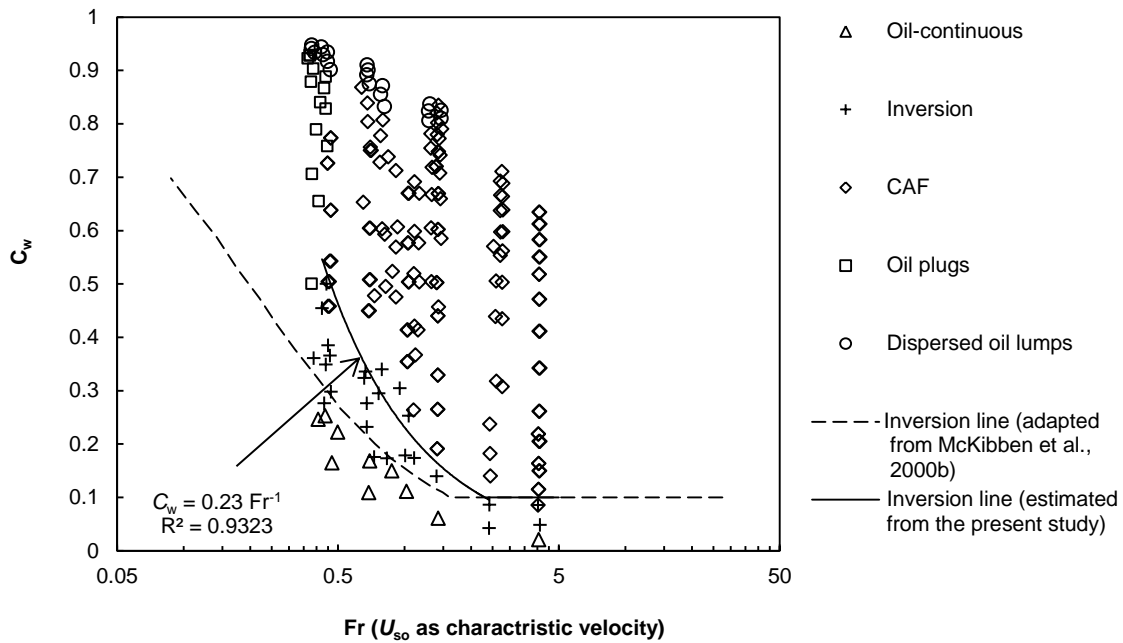 1
0.9
0.8
0.7
0.6
0.5
0.4
0.3
0.2
0.1
0
C_w
0.05
0.5
5
50
Fr (U_so as charactristic velocity)
C_w = 0.23 Fr⁻¹
R² = 0.9323
Oil-continuous
Inversion
CAF
Oil plugs
Dispersed oil lumps
Inversion line (adapted
from McKibben et al.,
2000b)
Inversion line (estimated
from the present study)